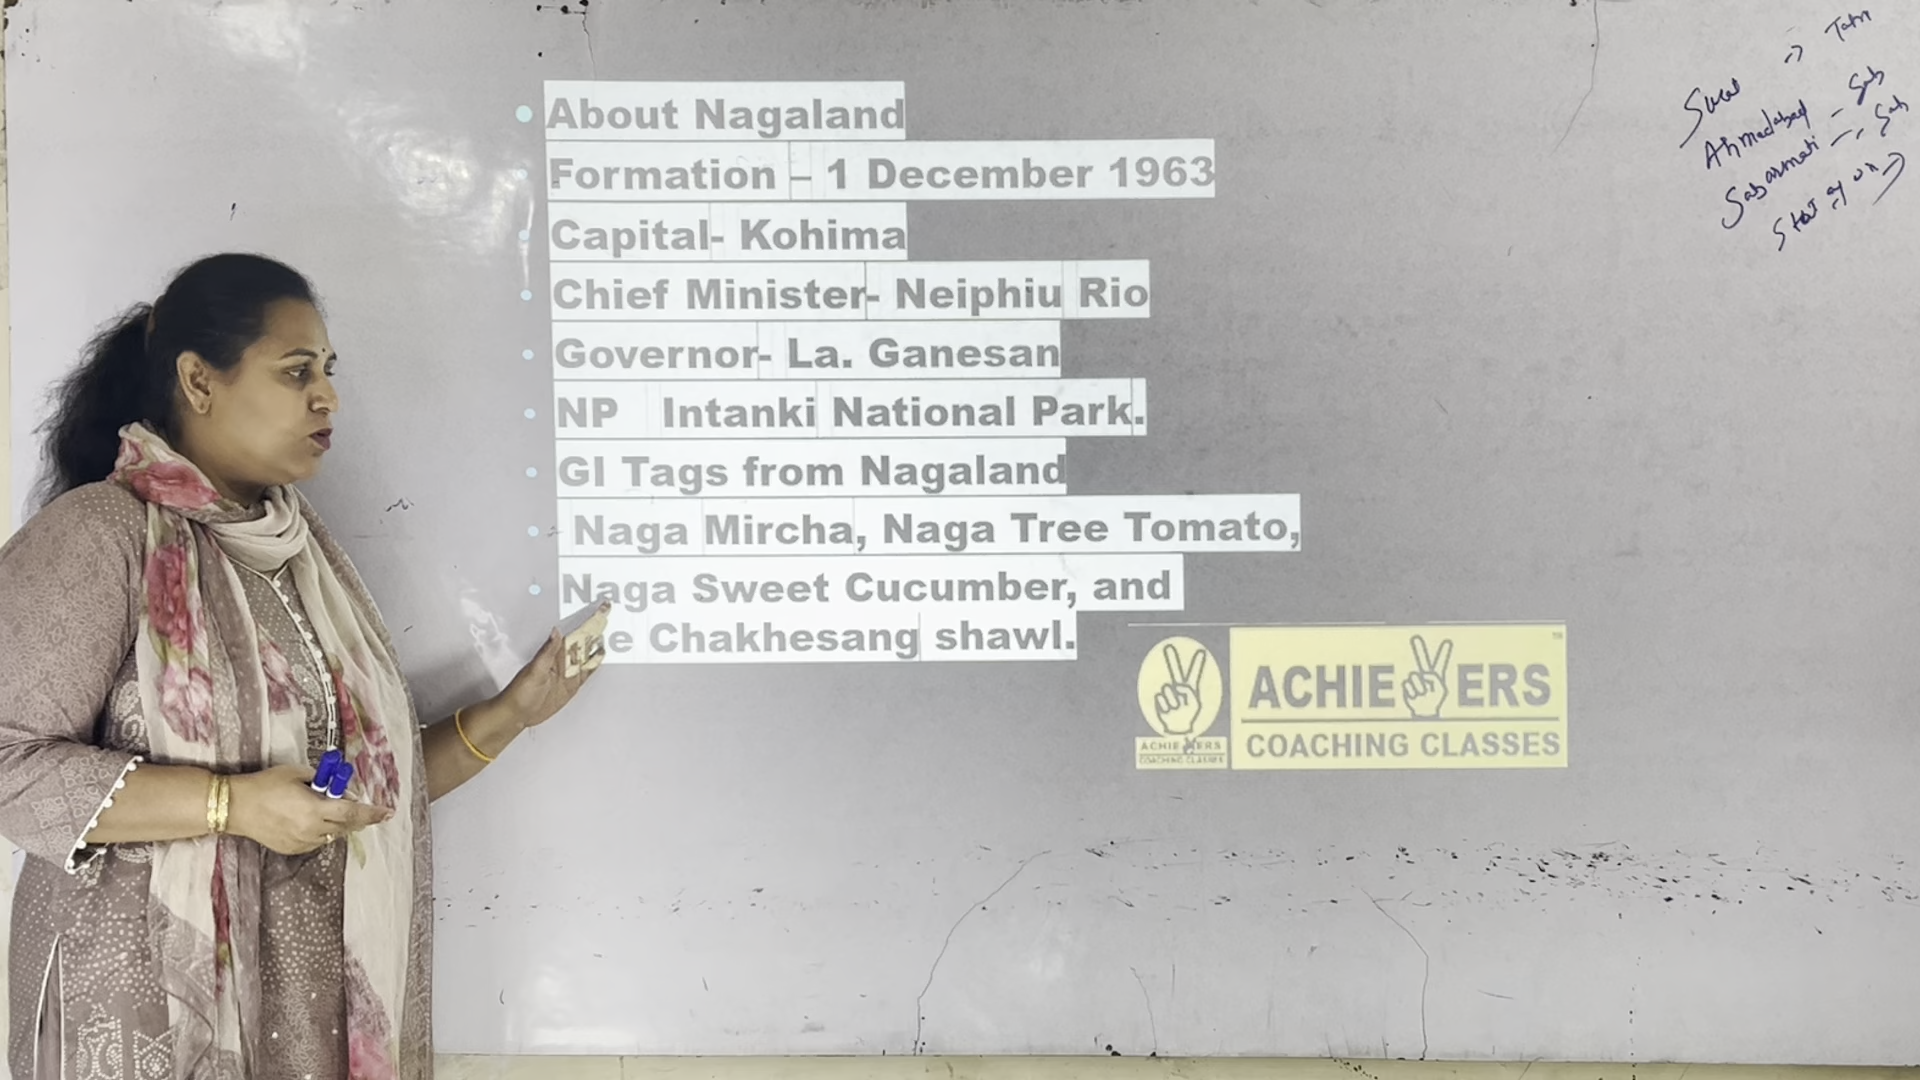 About Nagaland
Formation – 1 December 1963
Capital- Kohima
Chief Minister- Neiphiu Rio
Governor- La. Ganesan
NP Intanki National Park.
GI Tags from Nagaland
Naga Mircha, Naga Tree Tomato,
Naga Sweet Cucumber, and
the Chakhesang shawl.
ACHIEVERS
COACHING CLASSES
ACHIEVERS
COACHING CLASSES
Ahmedabad
Sabarmati